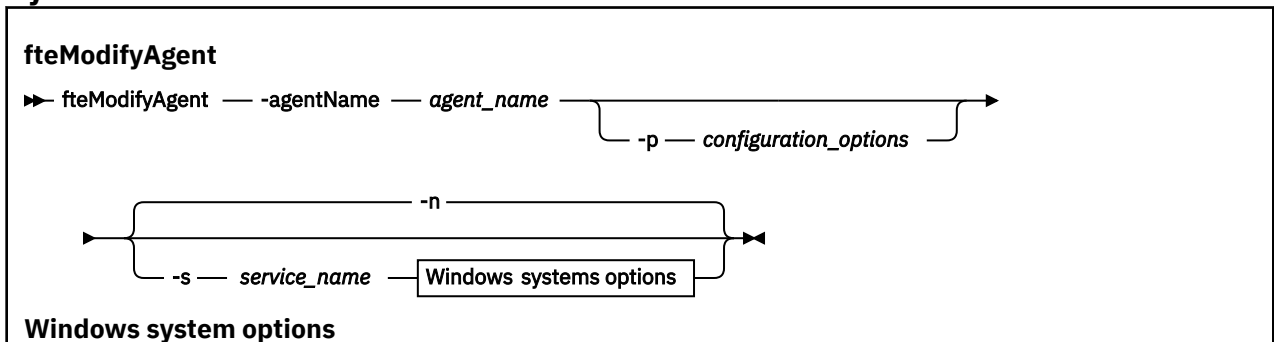 fteModifyAgent
fteModifyAgent -agentName agent_name
-p configuration_options
-n
-s service_name Windows systems options
Windows system options